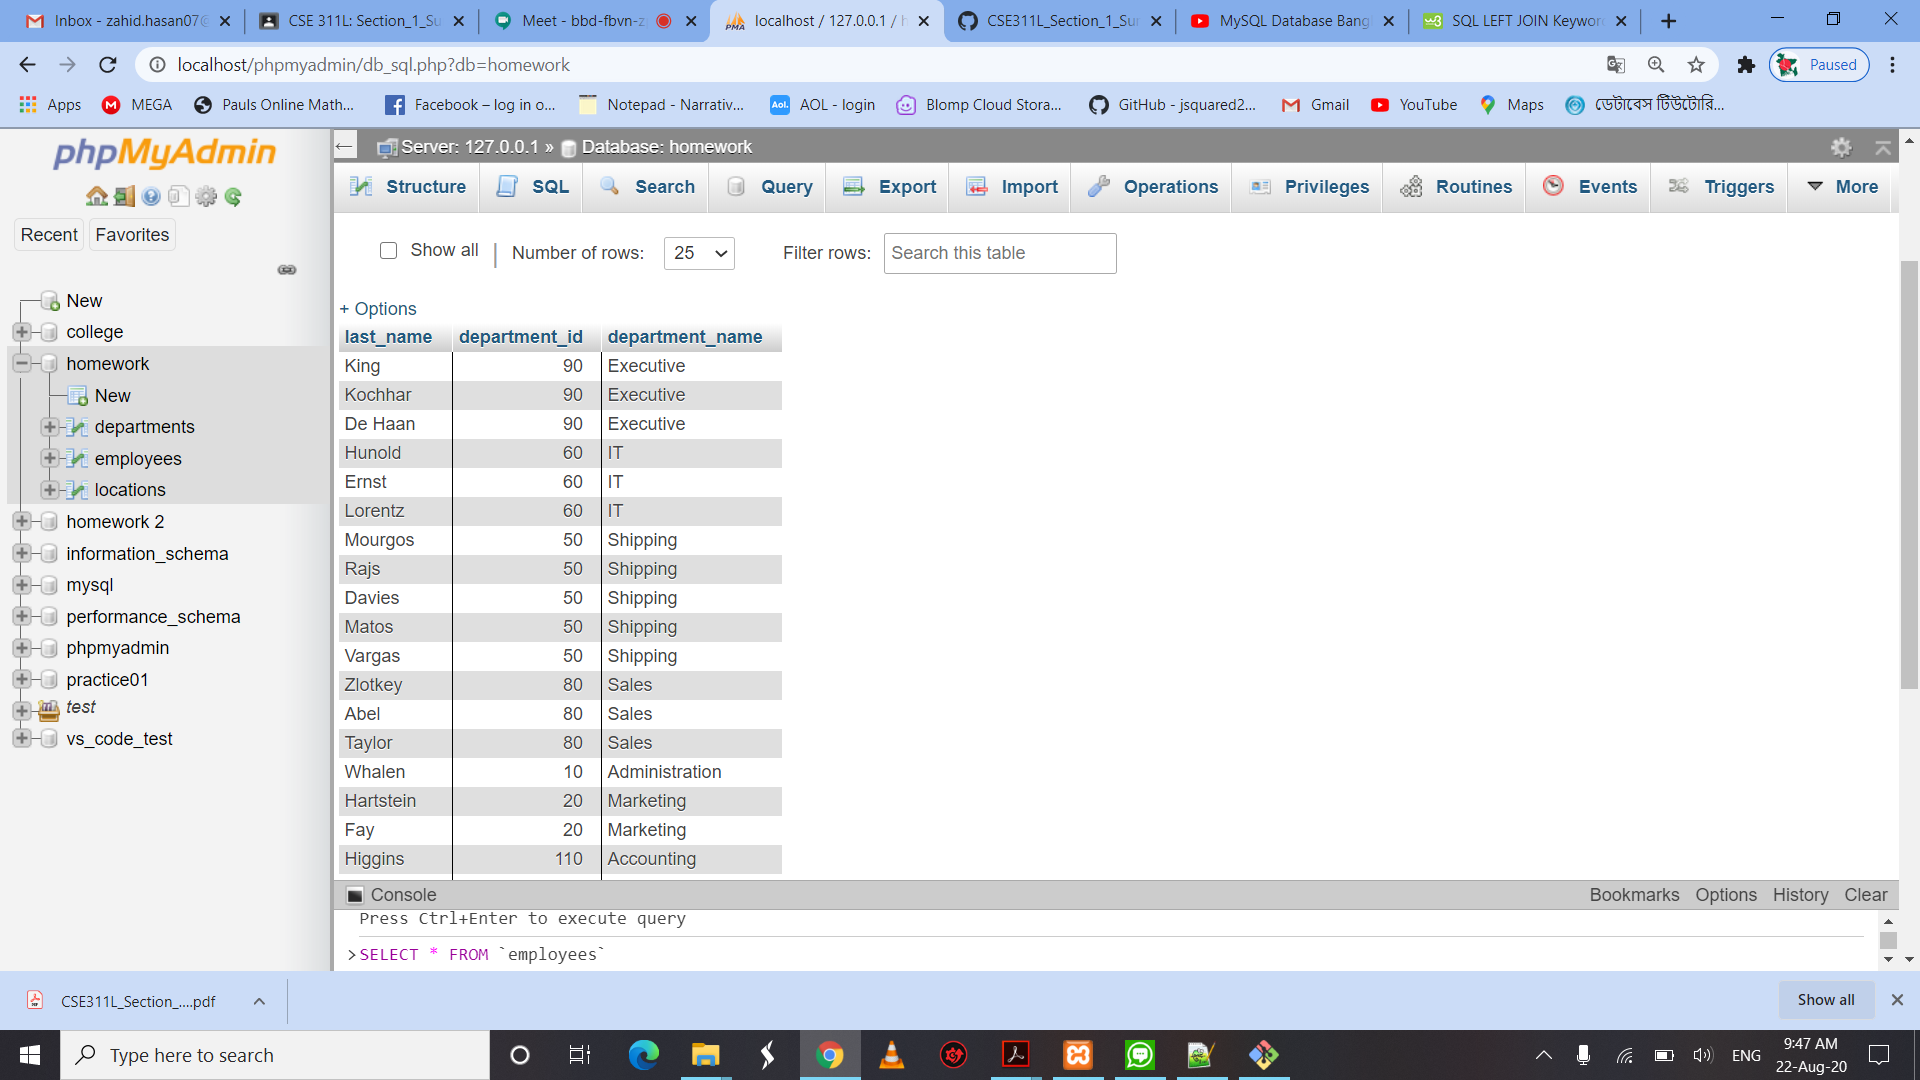 Inbox - zahid.hasan07@
CSE 311L: Section_1_Su
Meet - bbd-fbvn-z
localhost / 127.0.0.1 / h
CSE311L_Section_1_Sur
MySQL Database Bang
SQL LEFT JOIN Keywor
localhost/phpmyadmin/db_sql.php?db=homework
Paused
Apps
MEGA
Pauls Online Math...
Facebook – log in o...
Notepad - Narrativ...
Aol.
AOL - login
Blomp Cloud Stora...
GitHub - jsquared2...
Gmail
YouTube
Maps
ডেটাবেস টিউটোরি...
phpMyAdmin
Recent
Favorites
New
college
homework
New
departments
employees
locations
homework 2
information_schema
mysql
performance_schema
phpmyadmin
practice01
test
vs_code_test
Server: 127.0.0.1 » Database: homework
Structure
SQL
Search
Query
Export
Import
Operations
Privileges
Routines
Events
Triggers
More
Show all | Number of rows: 25 Filter rows: Search this table
+ Options
last_name department_id department_name
King 90 Executive
Kochhar 90 Executive
De Haan 90 Executive
Hunold 60 IT
Ernst 60 IT
Lorentz 60 IT
Mourgos 50 Shipping
Rajs 50 Shipping
Davies 50 Shipping
Matos 50 Shipping
Vargas 50 Shipping
Zlotkey 80 Sales
Abel 80 Sales
Taylor 80 Sales
Whalen 10 Administration
Hartstein 20 Marketing
Fay 20 Marketing
Higgins 110 Accounting
Console
Bookmarks Options History Clear
Press Ctrl+Enter to execute query
>SELECT * FROM `employees`
CSE311L_Section_....pdf
Show all
Type here to search
ENG
9:47 AM
22-Aug-20